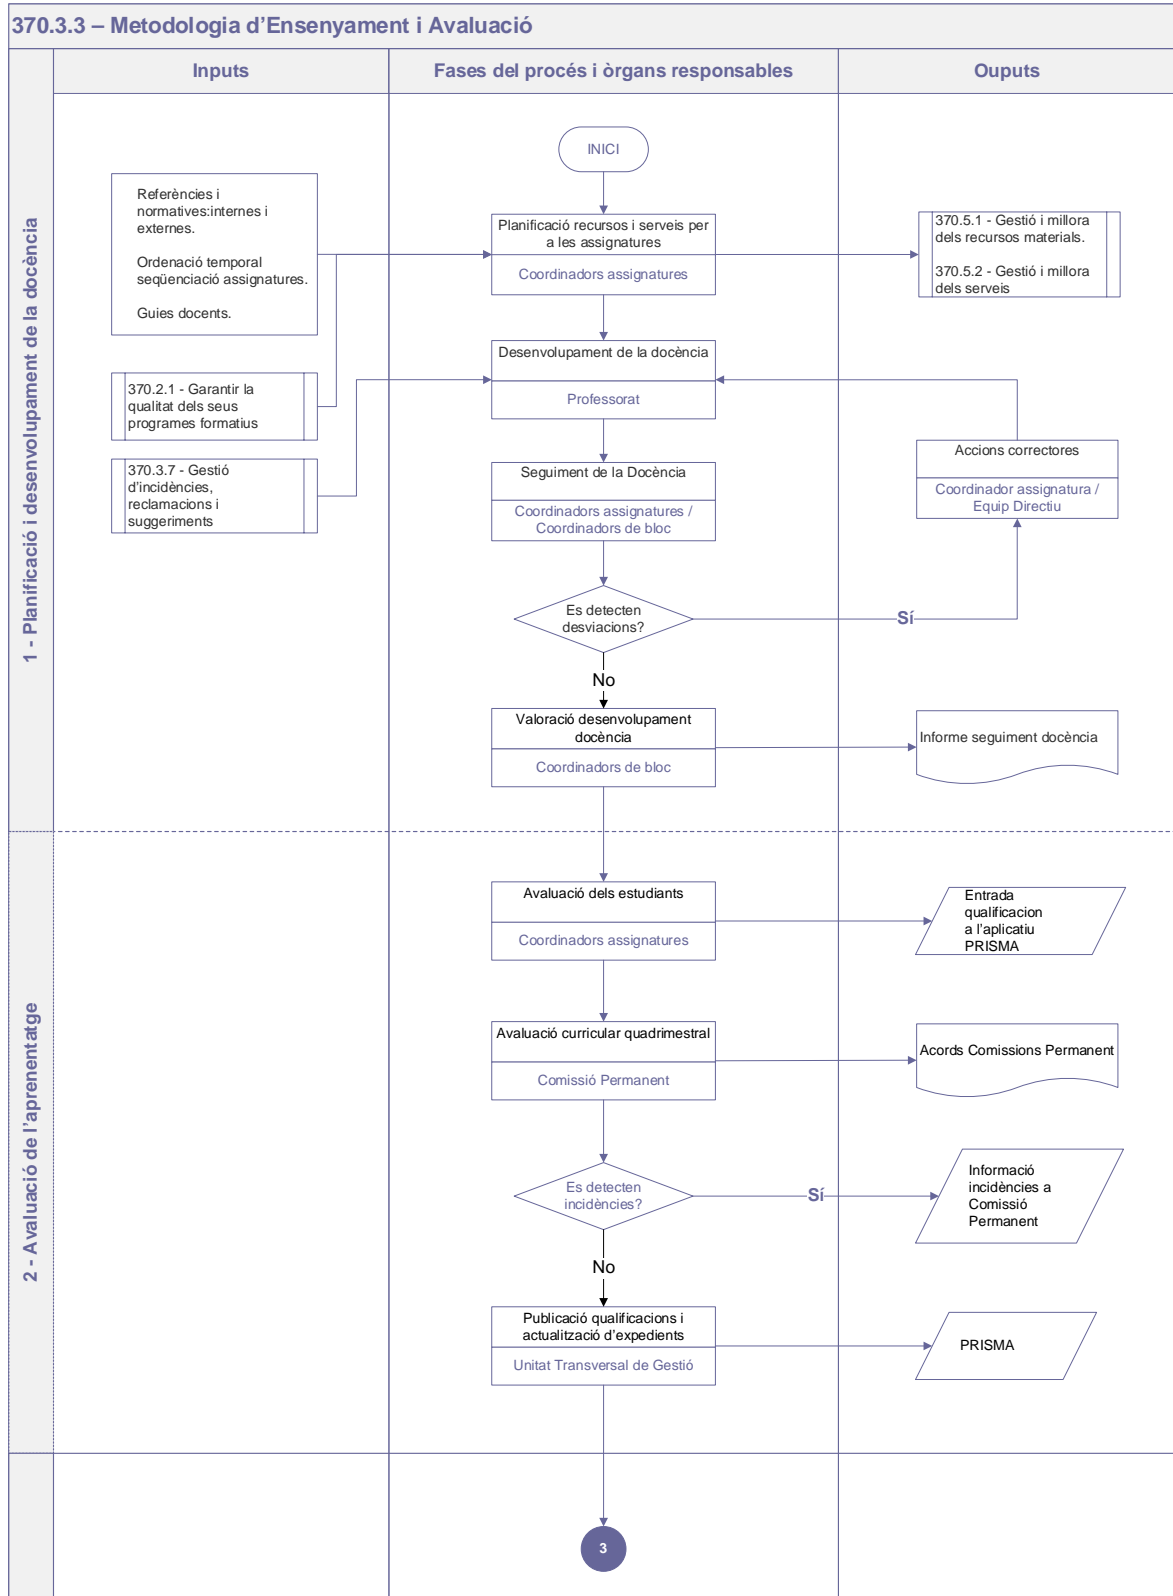 370.3.3 – Metodologia d'Ensenyament i Avaluació
Inputs
Fases del procés i òrgans responsables
Ouputs
1 - Planificació i desenvolupament de la docència
INICI
Referències i
normatives:internes i
externes.
Ordenació temporal
seqüenciació assignatures.
Guies docents.
Planificació recursos i serveis per
a les assignatures
Coordinadors assignatures
370.5.1 - Gestió i millora
dels recursos materials.
370.5.2 - Gestió i millora
dels serveis
370.2.1 - Garantir la
qualitat dels seus
programes formatius
Desenvolupament de la docència
Professorat
370.3.7 - Gestió
d'incidències,
reclamacions i
suggeriments
Seguiment de la Docència
Coordinadors assignatures /
Coordinadors de bloc
Accions correctores
Coordinador assignatura /
Equip Directiu
Es detecten
desviacions?
Sí
No
Valoració desenvolupament
docència
Coordinadors de bloc
Informe seguiment docència
2 - Avaluació de l'aprenentatge
Avaluació dels estudiants
Coordinadors assignatures
Entrada
qualificacion
a l'aplicatiu
PRISMA
Avaluació curricular quadrimestral
Comissió Permanent
Acords Comissions Permanent
Es detecten
incidències?
Sí
Informació
incidències a
Comissió
Permanent
No
Publicació qualificacions i
actualització d'expedients
Unitat Transversal de Gestió
PRISMA
3